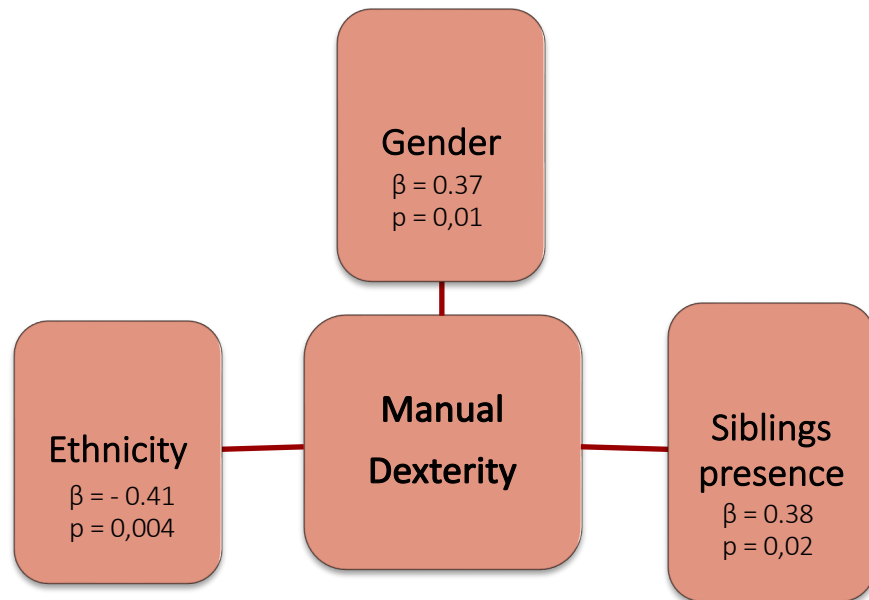 Gender
β = 0.37
p = 0,01
Ethnicity
β = - 0.41
p = 0,004
Manual
Dexterity
Siblings
presence
β = 0.38
p = 0,02